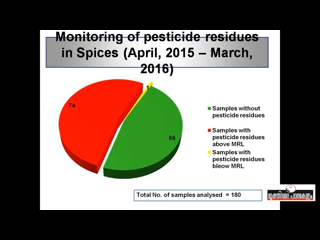 Monitoring of pesticide residues
in Spices (April, 2015 – March,
2016)
74
Samples without
pesticide residues
Samples with
pesticide residues
above MRL
Samples with
pesticide residues
bleow MRL
Total No. of samples analysed = 180